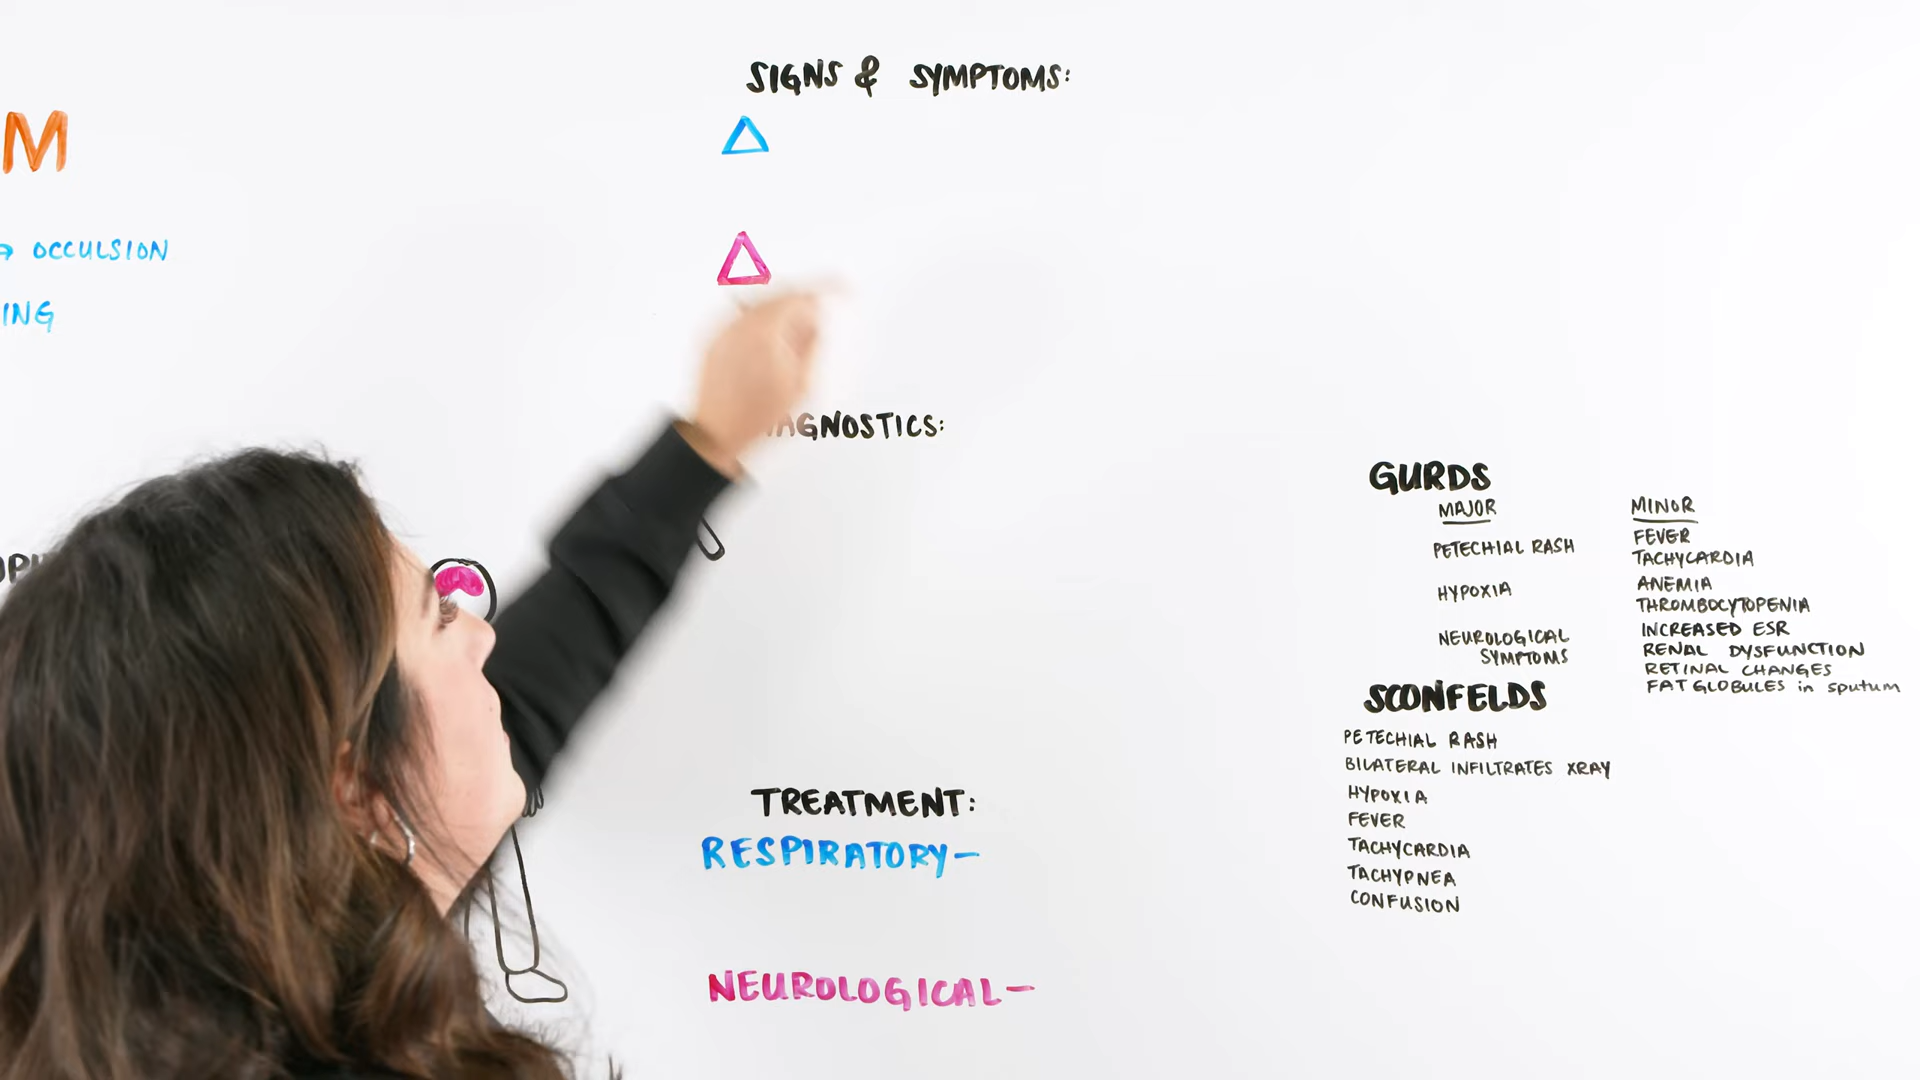 M
→ OCCULSION
ING
SIGNS & SYMPTOMS:
AGNOSTICS:
TREATMENT:
RESPIRATORY-
NEUROLOGICAL-
GURDS
MAJOR
PETECHIAL RASH
HYPOXIA
NEUROLOGICAL
SYMPTOMS
MINOR
FEVER
TACHYCARDIA
ANEMIA
THROMBOCYTOPENIA
INCREASED ESR
RENAL DYSFUNCTION
RETINAL CHANGES
FAT GLOBULES in sputum
SCONFELDS
PETECHIAL RASH
BILATERAL INFILTRATES XRAY
HYPOXIA
FEVER
TACHYCARDIA
TACHYPNEA
CONFUSION